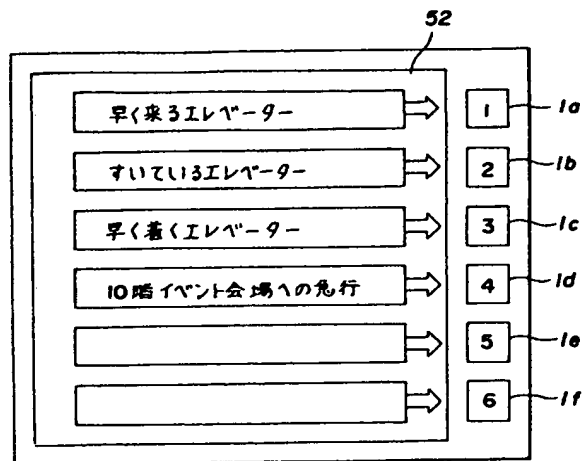 52
早く来るエレベーター 1 1a
すいているエレベーター 2 1b
早く着くエレベーター 3 1c
10階イベント会場への急行 4 1d
5 1e
6 1f